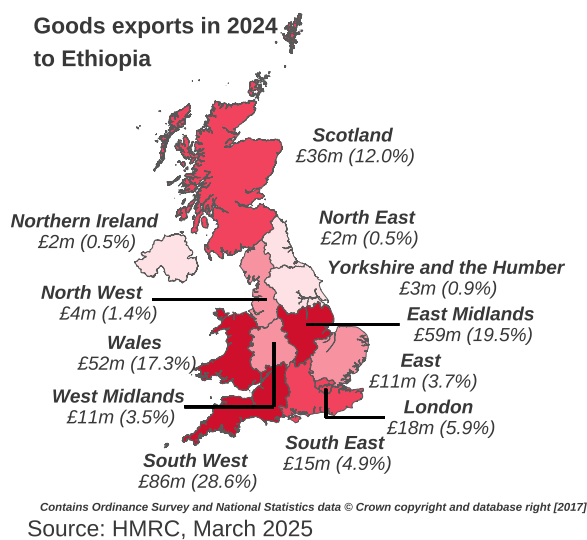 Goods exports in 2024
to Ethiopia
Scotland
£36m (12.0%)
Northern Ireland
£2m (0.5%)
North East
£2m (0.5%)
Yorkshire and the Humber
£3m (0.9%)
North West
£4m (1.4%)
East Midlands
£59m (19.5%)
Wales
£52m (17.3%)
East
£11m (3.7%)
West Midlands
£11m (3.5%)
London
£18m (5.9%)
South East
£15m (4.9%)
South West
£86m (28.6%)
Contains Ordinance Survey and National Statistics data © Crown copyright and database right [2017]
Source: HMRC, March 2025